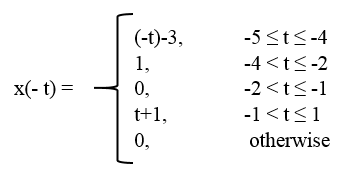 (-t)-3, -5 ≤ t ≤ -4
1, -4 < t ≤ -2
x(- t) = 0, -2 < t ≤ -1
t+1, -1 < t ≤ 1
0, otherwise